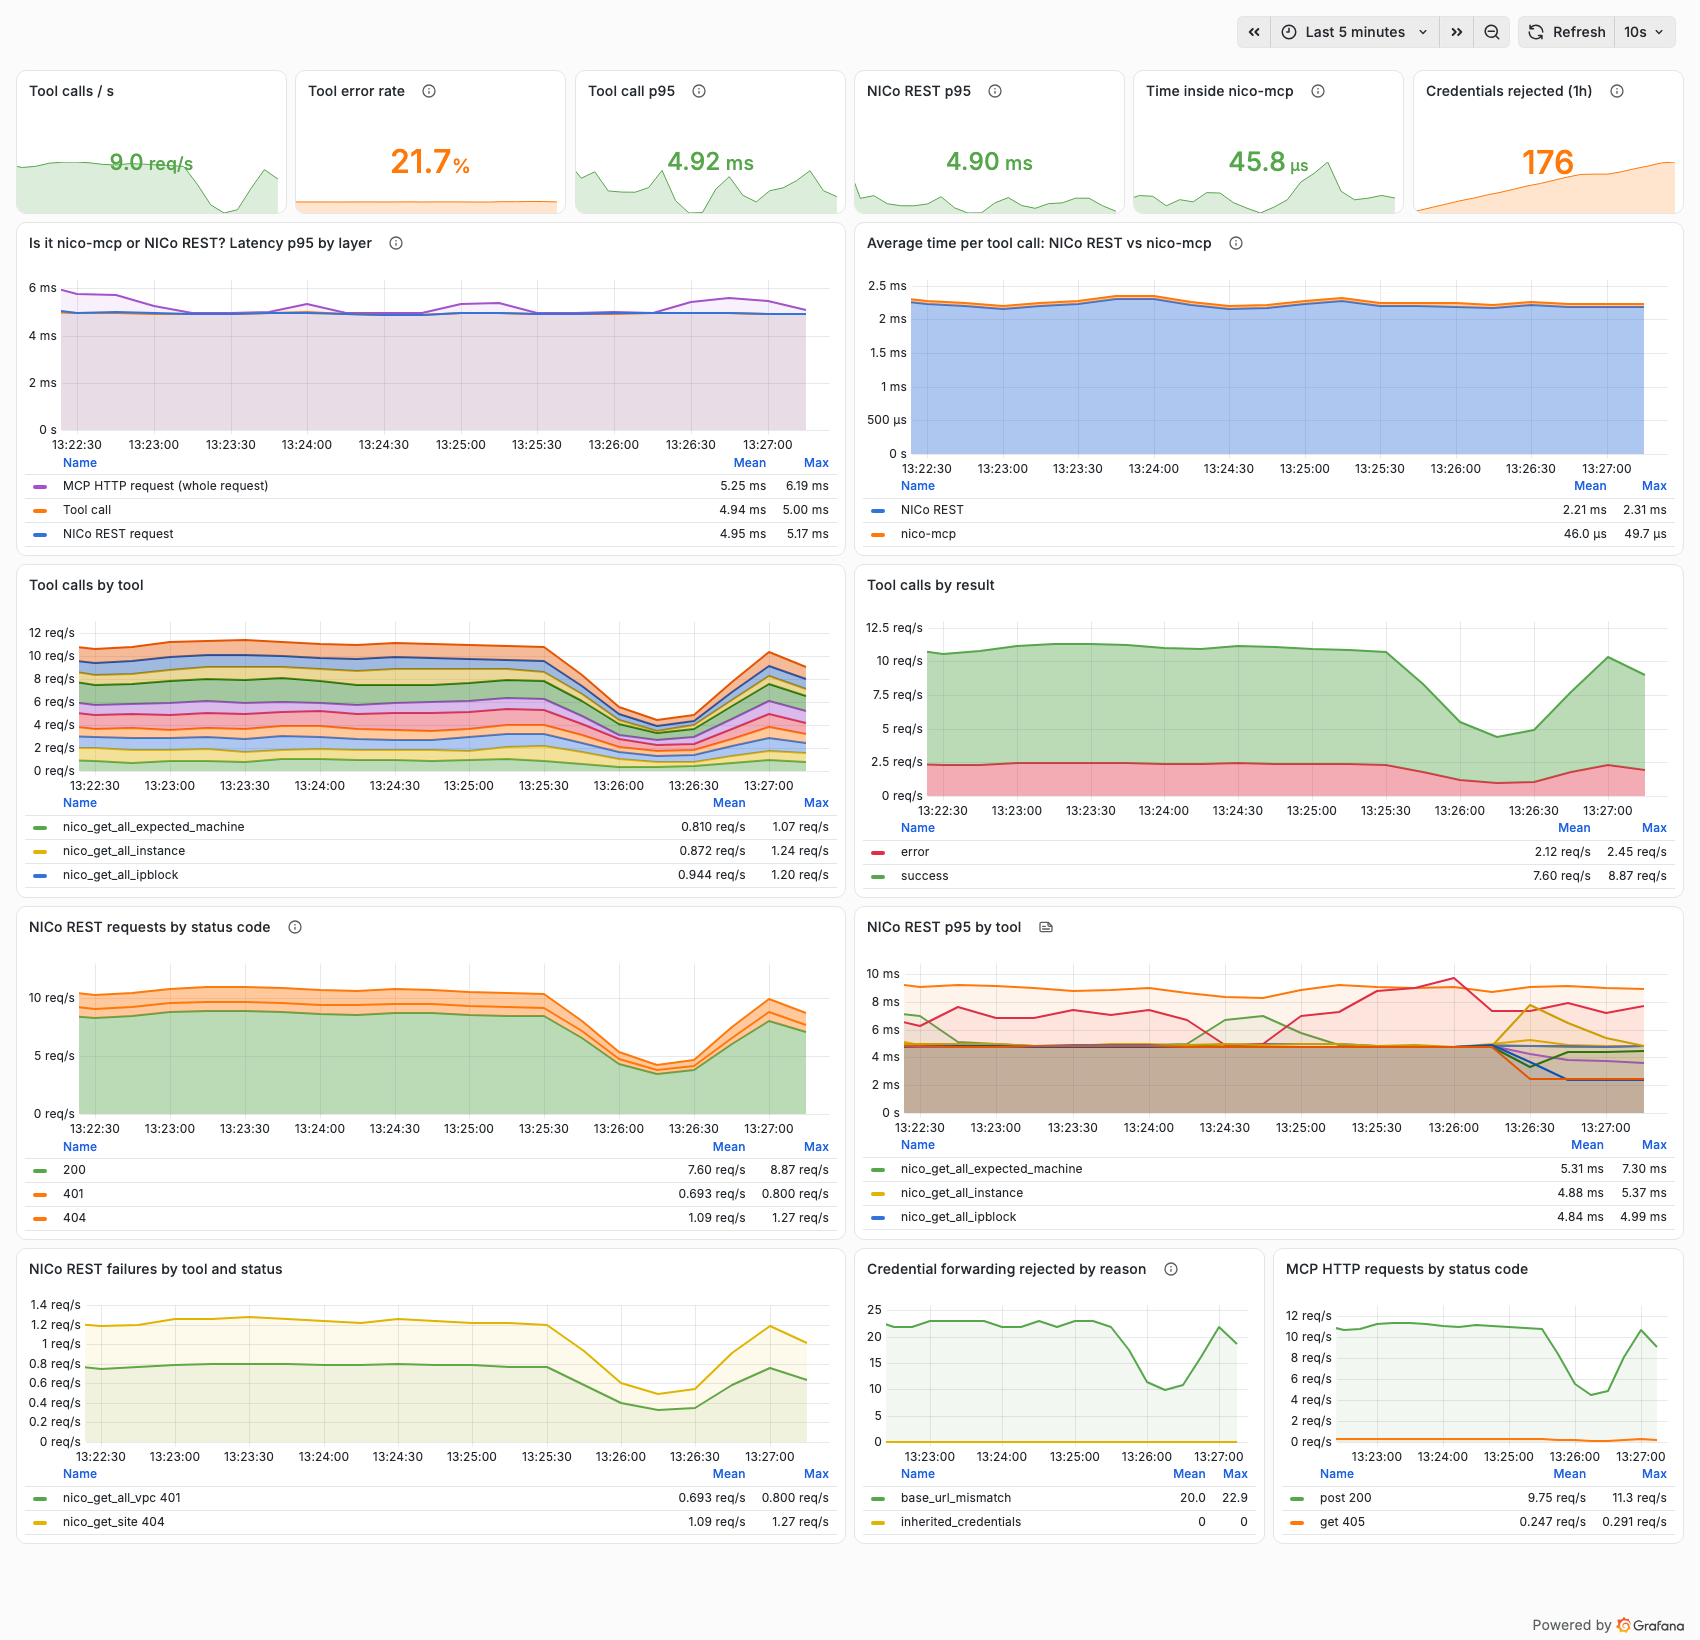 Last 5 minutes
Refresh
10s
Tool calls / s
Tool error rate
Tool call p95
NICo REST p95
Time inside nico-mcp
Credentials rejected (1h)
9.0 req/s
21.7%
4.92 ms
4.90 ms
45.8 µs
176
Is it nico-mcp or NICo REST? Latency p95 by layer
6 ms
4 ms
2 ms
0 s
13:22:30 13:23:00 13:23:30 13:24:00 13:24:30 13:25:00 13:25:30 13:26:00 13:26:30 13:27:00
Name Mean Max
MCP HTTP request (whole request) 5.25 ms 6.19 ms
Tool call 4.94 ms 5.00 ms
NICo REST request 4.95 ms 5.17 ms
Average time per tool call: NICo REST vs nico-mcp
2.5 ms
2 ms
1.5 ms
1 ms
500 µs
0 s
13:22:30 13:23:00 13:23:30 13:24:00 13:24:30 13:25:00 13:25:30 13:26:00 13:26:30 13:27:00
Name Mean Max
NICo REST 2.21 ms 2.31 ms
nico-mcp 46.0 µs 49.7 µs
Tool calls by tool
12 req/s
10 req/s
8 req/s
6 req/s
4 req/s
2 req/s
0 req/s
13:22:30 13:23:00 13:23:30 13:24:00 13:24:30 13:25:00 13:25:30 13:26:00 13:26:30 13:27:00
Name Mean Max
nico_get_all_expected_machine 0.810 req/s 1.07 req/s
nico_get_all_instance 0.872 req/s 1.24 req/s
nico_get_all_ipblock 0.944 req/s 1.20 req/s
Tool calls by result
12.5 req/s
10 req/s
7.5 req/s
5 req/s
2.5 req/s
0 req/s
13:22:30 13:23:00 13:23:30 13:24:00 13:24:30 13:25:00 13:25:30 13:26:00 13:26:30 13:27:00
Name Mean Max
error 2.12 req/s 2.45 req/s
success 7.60 req/s 8.87 req/s
NICo REST requests by status code
10 req/s
5 req/s
0 req/s
13:22:30 13:23:00 13:23:30 13:24:00 13:24:30 13:25:00 13:25:30 13:26:00 13:26:30 13:27:00
Name Mean Max
200 7.60 req/s 8.87 req/s
401 0.693 req/s 0.800 req/s
404 1.09 req/s 1.27 req/s
NICo REST p95 by tool
10 ms
8 ms
6 ms
4 ms
2 ms
0 s
13:22:30 13:23:00 13:23:30 13:24:00 13:24:30 13:25:00 13:25:30 13:26:00 13:26:30 13:27:00
Name Mean Max
nico_get_all_expected_machine 5.31 ms 7.30 ms
nico_get_all_instance 4.88 ms 5.37 ms
nico_get_all_ipblock 4.84 ms 4.99 ms
NICo REST failures by tool and status
1.4 req/s
1.2 req/s
1 req/s
0.8 req/s
0.6 req/s
0.4 req/s
0.2 req/s
0 req/s
13:22:30 13:23:00 13:23:30 13:24:00 13:24:30 13:25:00 13:25:30 13:26:00 13:26:30 13:27:00
Name Mean Max
nico_get_all_vpc 401 0.693 req/s 0.800 req/s
nico_get_site 404 1.09 req/s 1.27 req/s
Credential forwarding rejected by reason
25
20
15
10
5
0
13:23:00 13:24:00 13:25:00 13:26:00 13:27:00
Name Mean Max
base_url_mismatch 20.0 22.9
inherited_credentials 0 0
MCP HTTP requests by status code
12 req/s
10 req/s
8 req/s
6 req/s
4 req/s
2 req/s
0 req/s
13:23:00 13:24:00 13:25:00 13:26:00 13:27:00
Name Mean Max
post 200 9.75 req/s 11.3 req/s
get 405 0.247 req/s 0.291 req/s
Powered by Grafana